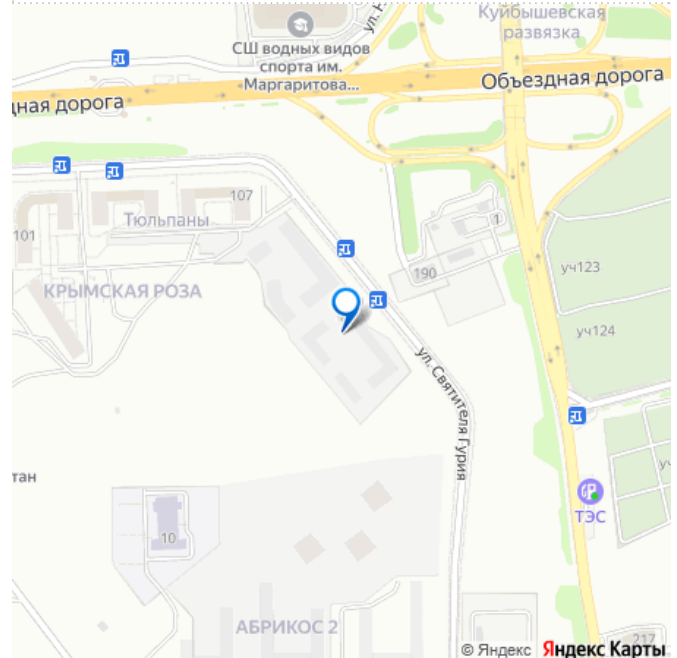 Куйбышевская
развязка
СШ водных видов
спорта им.
Маргаритова...
Объездная дорога
дная дорога
107
Тюльпаны
101
1
190
уч123
КРЫМСКАЯ РОЗА
уч124
ул. Святителя Гурия
тан
ТЭС
10
АБРИКОС 2
217
© Яндекс Яндекс Карты